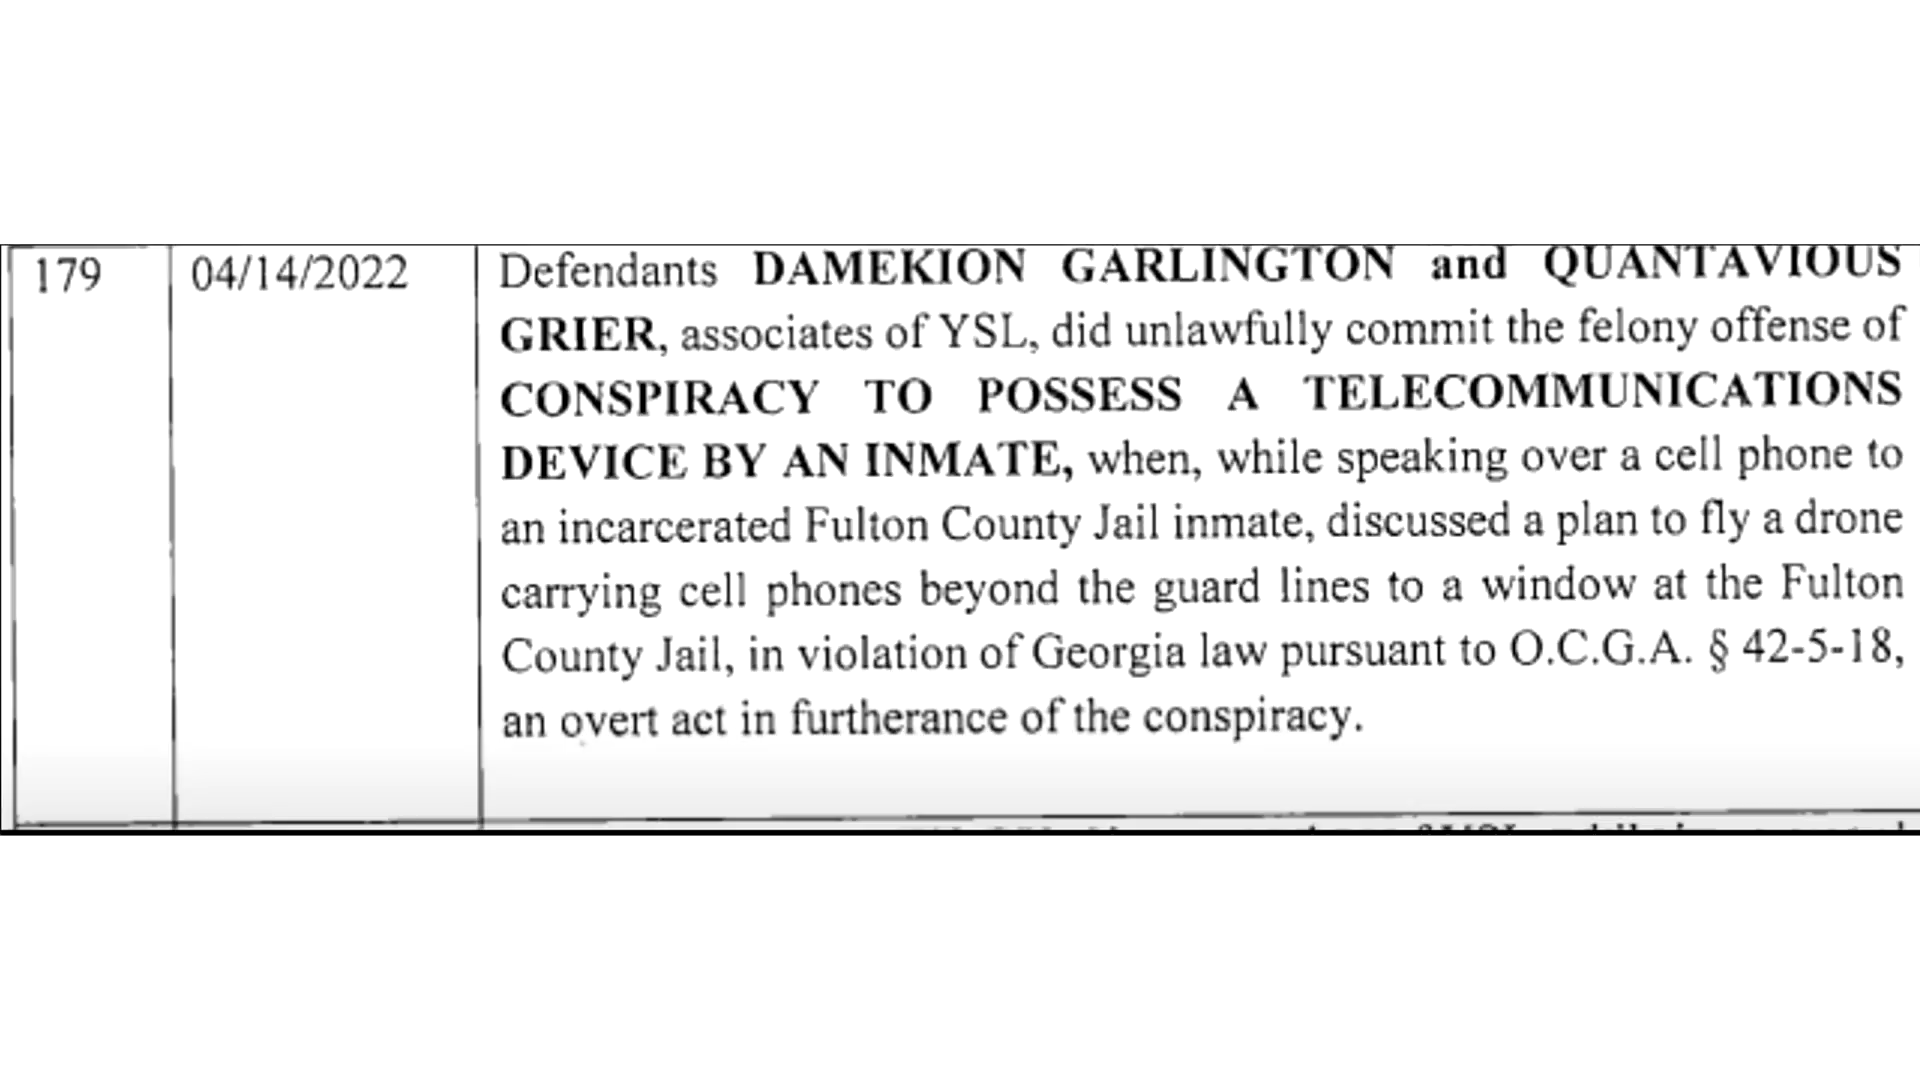 179 04/14/2022 Defendants DAMEKION GARLINGTON and QUANTAVIOUS
GRIER, associates of YSL, did unlawfully commit the felony offense of
CONSPIRACY TO POSSESS A TELECOMMUNICATIONS
DEVICE BY AN INMATE, when, while speaking over a cell phone to
an incarcerated Fulton County Jail inmate, discussed a plan to fly a drone
carrying cell phones beyond the guard lines to a window at the Fulton
County Jail, in violation of Georgia law pursuant to O.C.G.A. § 42-5-18,
an overt act in furtherance of the conspiracy.